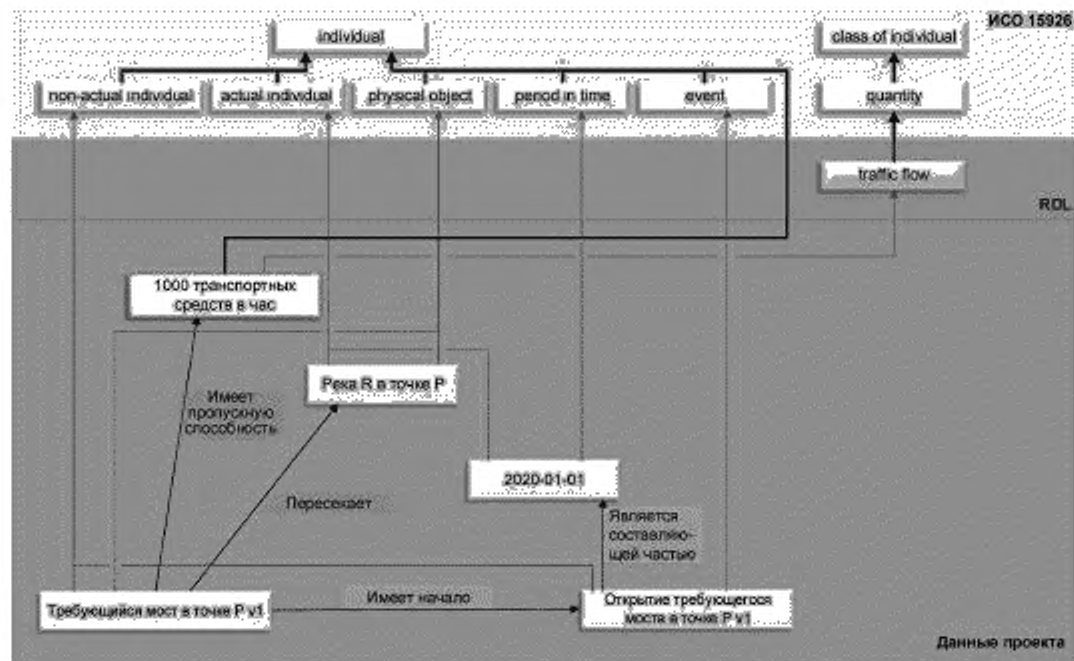 ИСО 15926
individual
class of individual
non-actual individual
actual individual
physical object
period in time
event
quantity
traffic flow
RDL
1000 транспортных
средств в час
Река R в точке P
Имеет
пропускную
способность
2020-01-01
Пересекает
Является
составляю-
щей частью
Требующийся мост в точке P v1
Имеет начало
Открытие требующегося
моста в точке P v1
Данные проекта